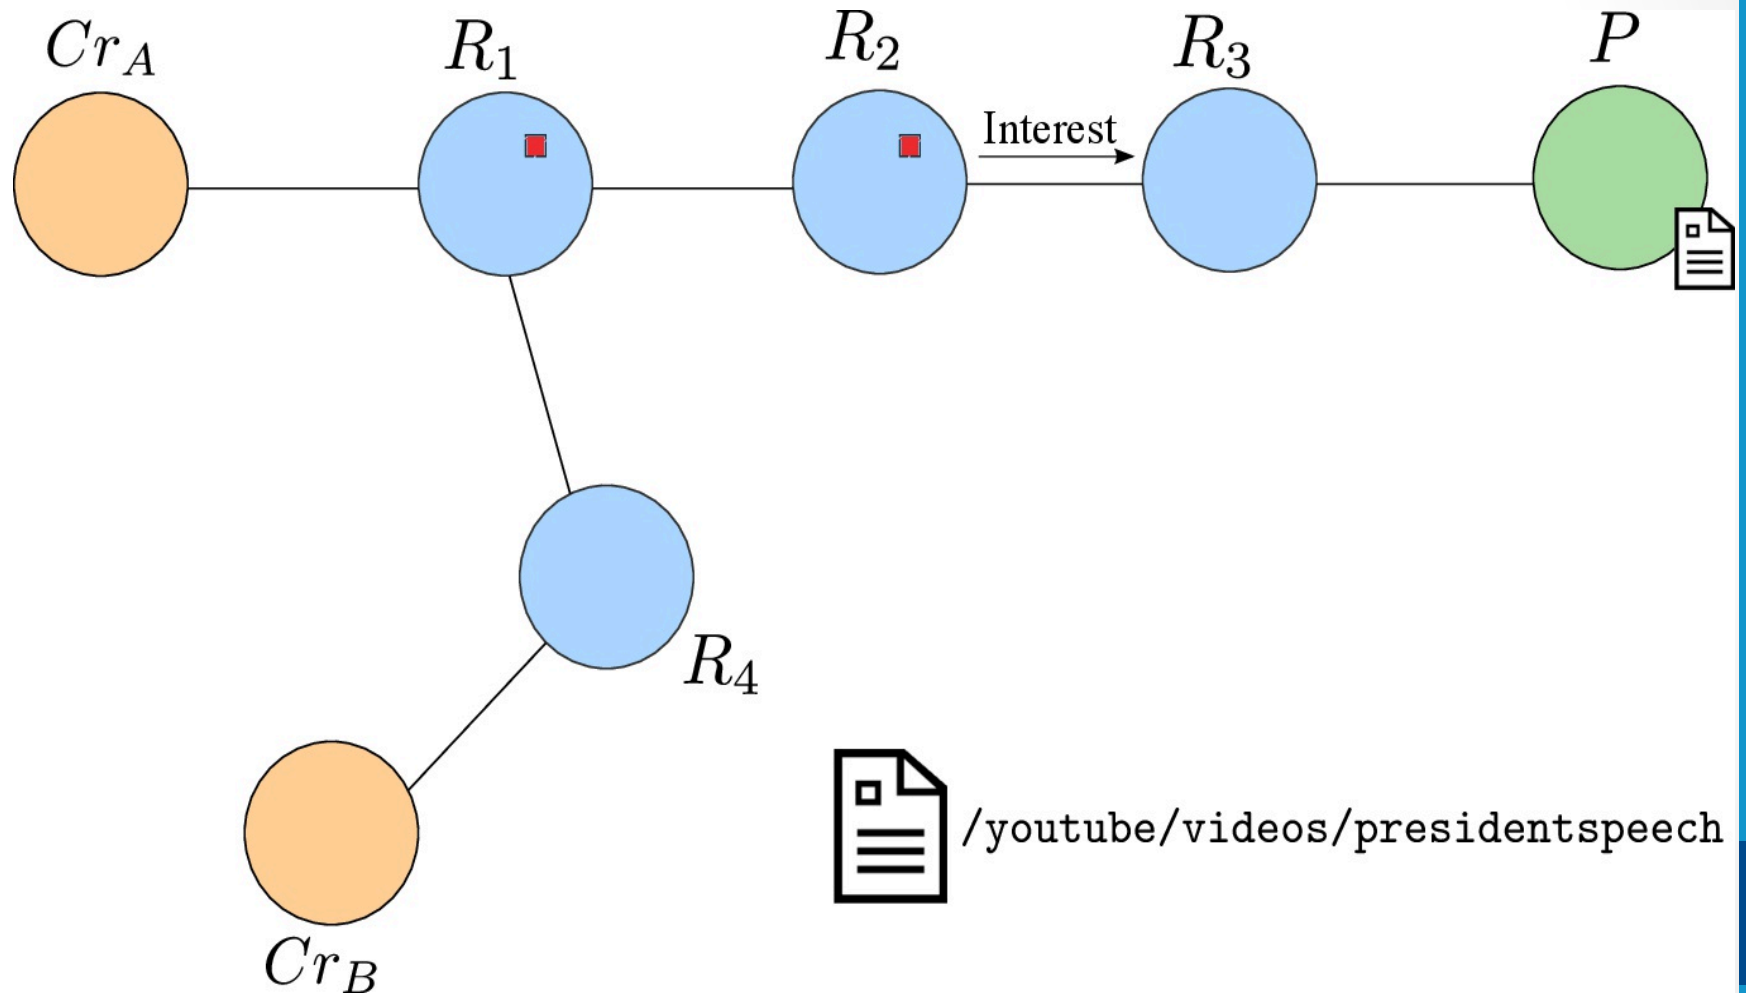 Cr_A
R_1
R_2
R_3
P
Interest
R_4
/youtube/videos/presidentspeech
Cr_B